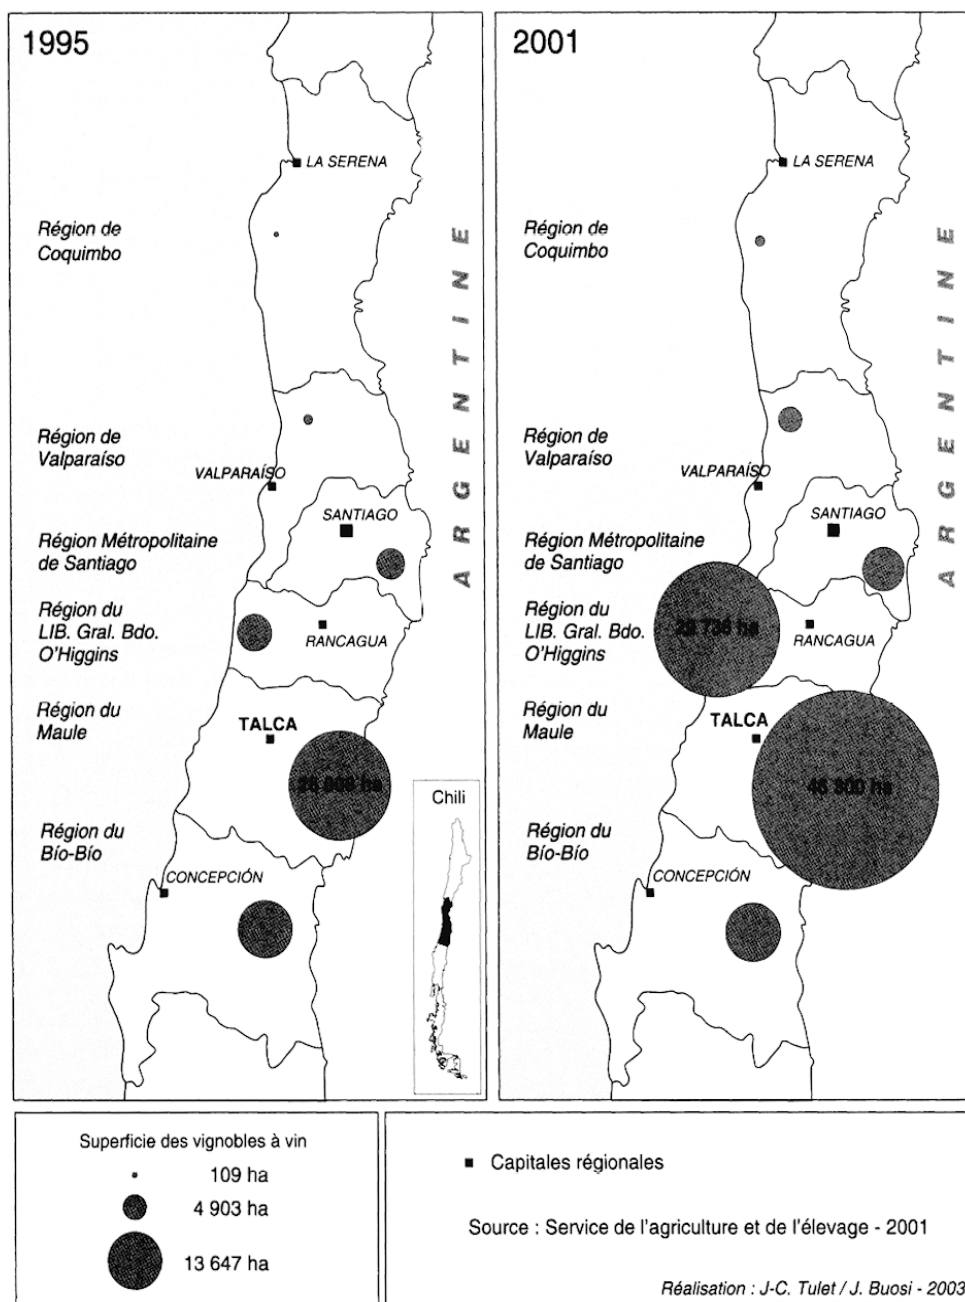 1995
LA SERENA
Région de
Coquimbo
ARGENTINE
Région de
Valparaíso
VALPARAÍSO
SANTIAGO
Région Métropolitaine
de Santiago
Région du
LIB. Gral. Bdo.
O'Higgins
RANCAGUA
Région du
Maule
TALCA
ha
Région du
Bío-Bío
CONCEPCIÓN
Chili
2001
LA SERENA
Région de
Coquimbo
ARGENTINE
Région de
Valparaíso
VALPARAÍSO
SANTIAGO
Région Métropolitaine
de Santiago
Région du
LIB. Gral. Bdo.
O'Higgins
ha
RANCAGUA
Région du
Maule
TALCA
ha
Région du
Bío-Bío
CONCEPCIÓN
Superficie des vignobles à vin
109 ha
4 903 ha
13 647 ha
Capitales régionales
Source : Service de l'agriculture et de l'élevage - 2001
Réalisation : J-C. Tulet / J. Buosi - 2003